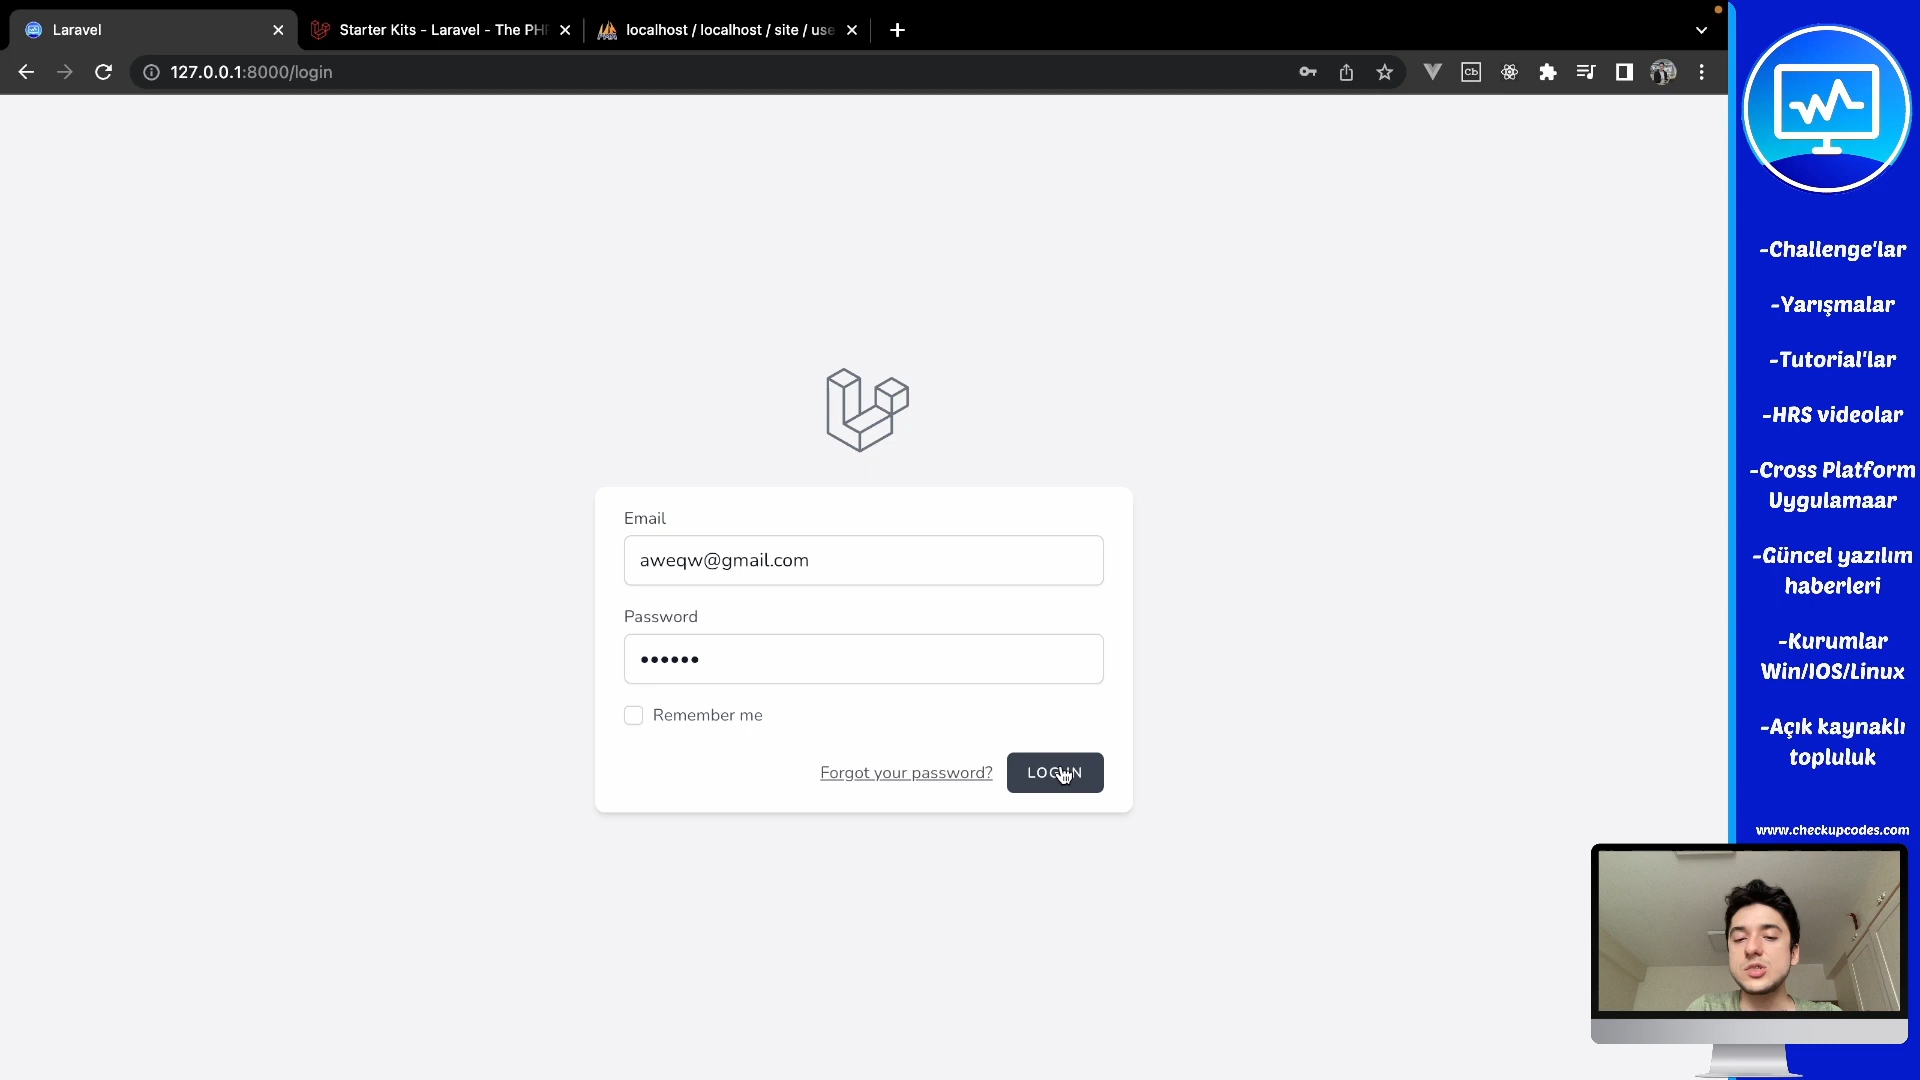 Laravel
Starter Kits - Laravel - The PH
localhost / localhost / site / use
127.0.0.1:8000/login
Cb
Email
aweqw@gmail.com
Password
Remember me
Forgot your password?
LOGIN
-Challenge'lar
-Yarışmalar
-Tutorial'lar
-HRS videolar
-Cross Platform
Uygulamaar
-Güncel yazılım
haberleri
-Kurumlar
Win/IOS/Linux
-Açık kaynaklı
topluluk
www.checkupcodes.com